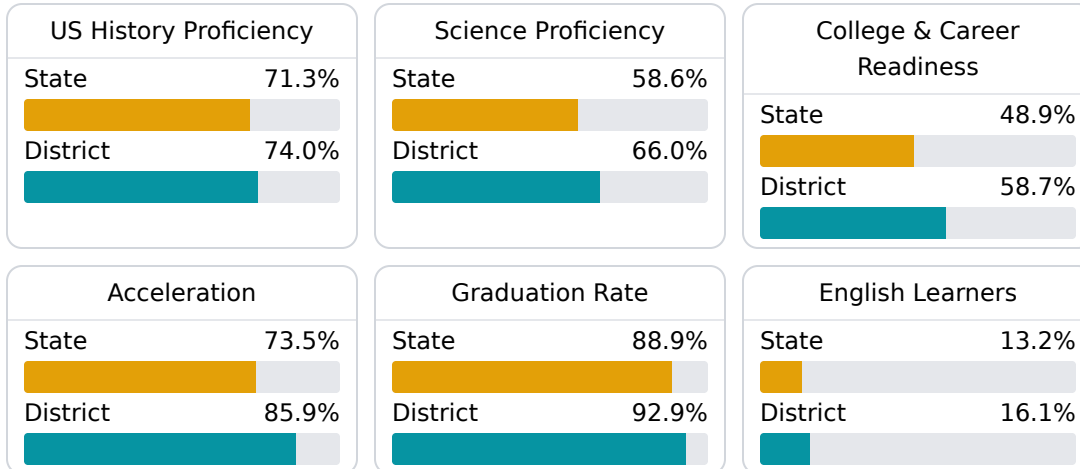 US History Proficiency
State 71.3%
District 74.0%
Science Proficiency
State 58.6%
District 66.0%
College & Career
Readiness
State 48.9%
District 58.7%
Acceleration
State 73.5%
District 85.9%
Graduation Rate
State 88.9%
District 92.9%
English Learners
State 13.2%
District 16.1%